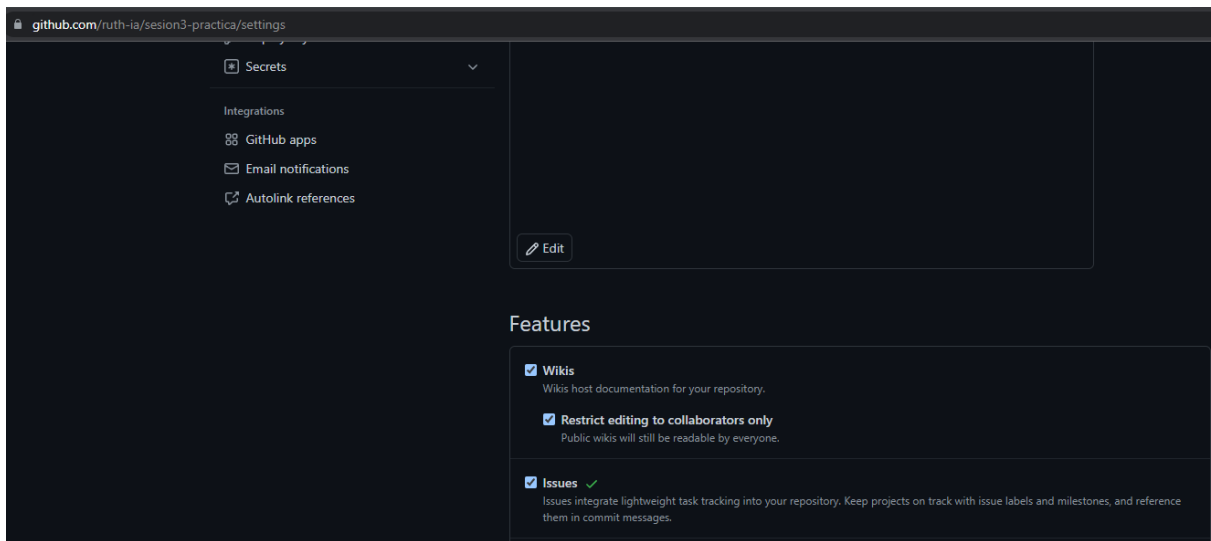 github.com/ruth-ia/sesion3-practica/settings
Secrets
Integrations
GitHub apps
Email notifications
Autolink references
Edit
Features
Wikis
Wikis host documentation for your repository.
Restrict editing to collaborators only
Public wikis will still be readable by everyone.
Issues
Issues integrate lightweight task tracking into your repository. Keep projects on track with issue labels and milestones, and reference
them in commit messages.